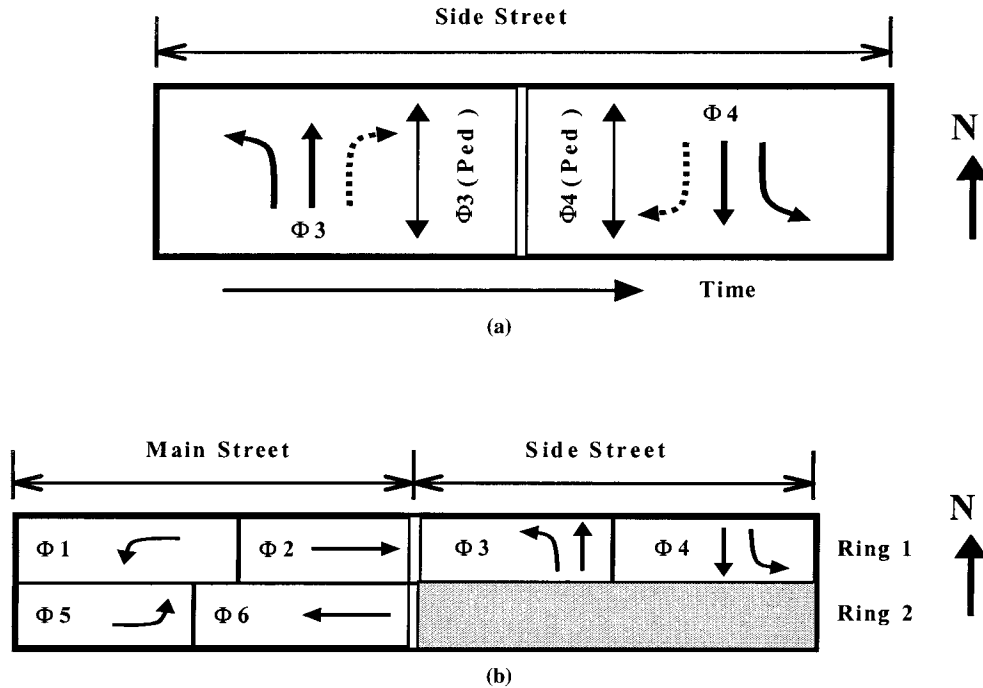 Side Street
Φ3
Φ3 (Ped)
Φ4 (Ped)
Φ4
N
Time
(a)
Main Street
Side Street
N
Φ1
Φ2
Φ3
Φ4
Ring 1
Φ5
Φ6
Ring 2
(b)